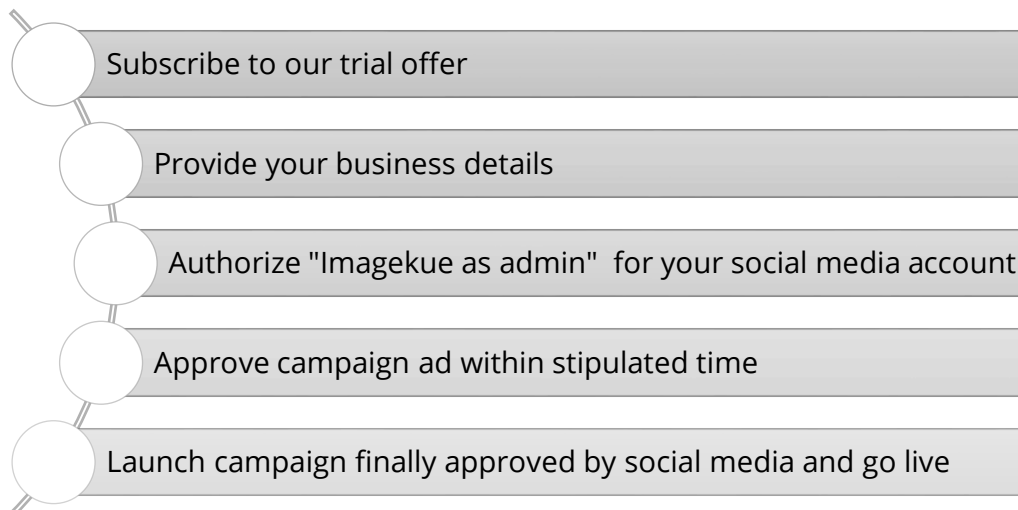 Subscribe to our trial offer
Provide your business details
Authorize "Imagekue as admin"  for your social media account
Approve campaign ad within stipulated time
Launch campaign finally approved by social media and go live